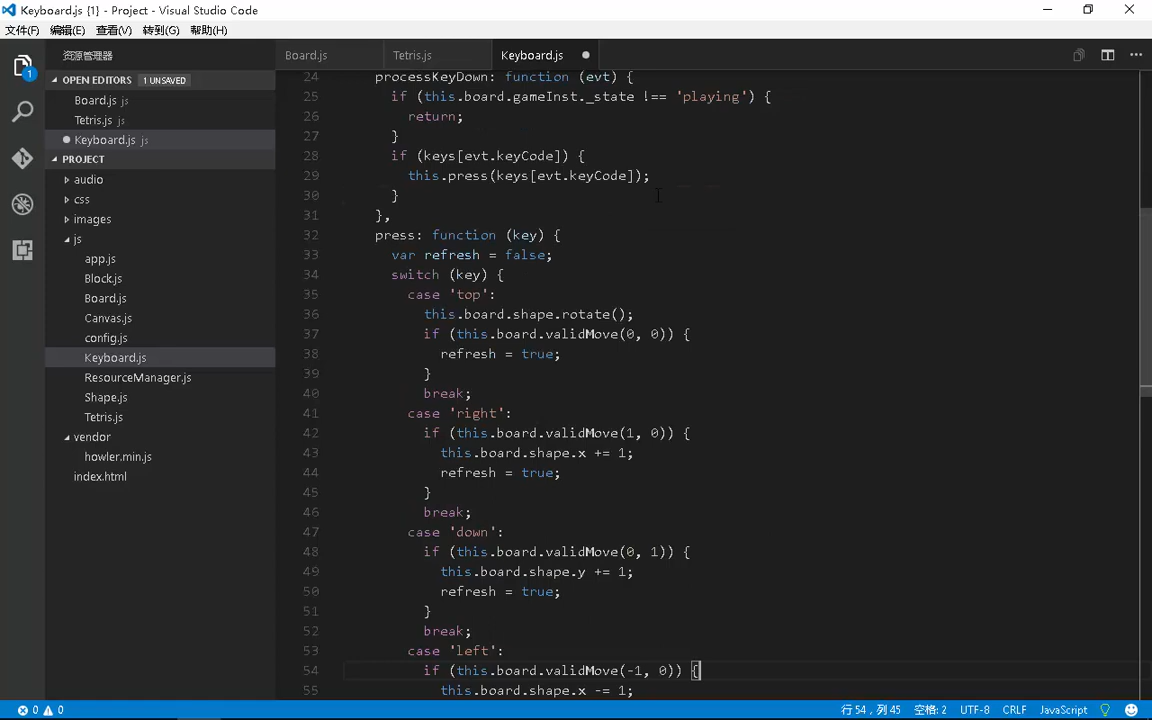 Keyboard.js {1} - Project - Visual Studio Code
文件(F) 编辑(E) 查看(V) 转到(G) 帮助(H)
资源管理器
OPEN EDITORS 1 UNSAVED
Board.js js
Tetris.js js
Keyboard.js js
PROJECT
audio
css
images
js
app.js
Block.js
Board.js
Canvas.js
config.js
Keyboard.js
ResourceManager.js
Shape.js
Tetris.js
vendor
howler.min.js
index.html
1
Board.js Tetris.js Keyboard.js
24 processKeyDown: function (evt) {
25 if (this.board.gameInst._state !== 'playing') {
26 return;
27 }
28 if (keys[evt.keyCode]) {
29 this.press(keys[evt.keyCode]);
30 }
31 },
32 press: function (key) {
33 var refresh = false;
34 switch (key) {
35 case 'top':
36 this.board.shape.rotate();
37 if (this.board.validMove(0, 0)) {
38 refresh = true;
39 }
40 break;
41 case 'right':
42 if (this.board.validMove(1, 0)) {
43 this.board.shape.x += 1;
44 refresh = true;
45 }
46 break;
47 case 'down':
48 if (this.board.validMove(0, 1)) {
49 this.board.shape.y += 1;
50 refresh = true;
51 }
52 break;
53 case 'left':
54 if (this.board.validMove(-1, 0)) {
55 this.board.shape.x -= 1;
0 0 行 54，列 45 空格: 2 UTF-8 CRLF JavaScript